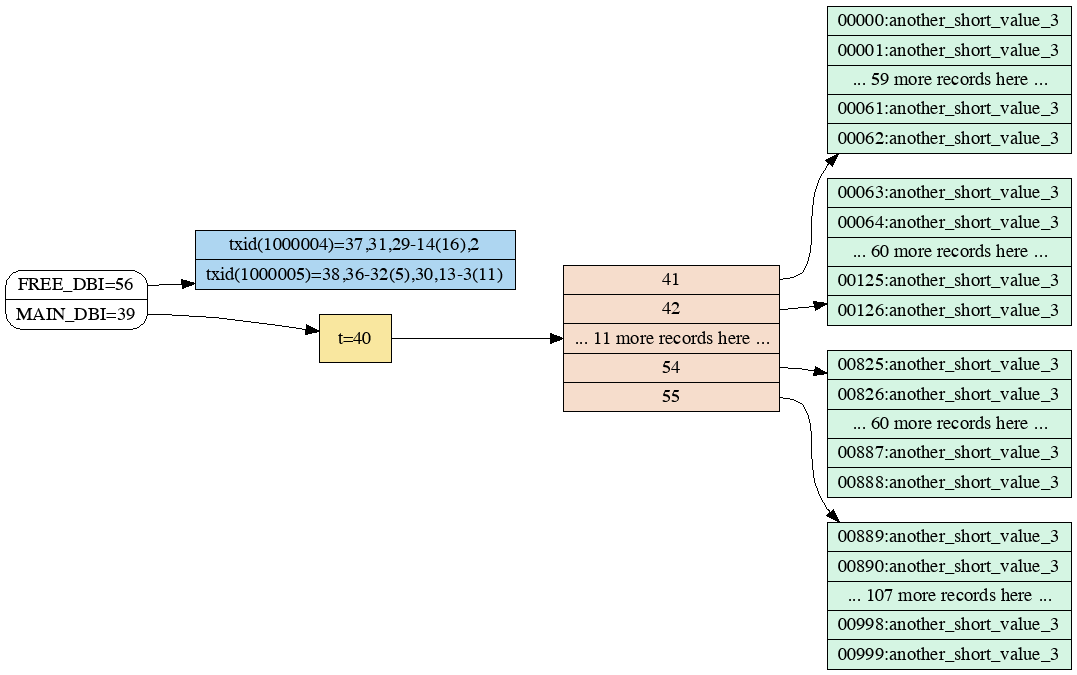 FREE_DBI=56
MAIN_DBI=39
txid(1000004)=37,31,29-14(16),2
txid(1000005)=38,36-32(5),30,13-3(11)
t=40
41
42
... 11 more records here ...
54
55
00000:another_short_value_3
00001:another_short_value_3
... 59 more records here ...
00061:another_short_value_3
00062:another_short_value_3
00063:another_short_value_3
00064:another_short_value_3
... 60 more records here ...
00125:another_short_value_3
00126:another_short_value_3
00825:another_short_value_3
00826:another_short_value_3
... 60 more records here ...
00887:another_short_value_3
00888:another_short_value_3
00889:another_short_value_3
00890:another_short_value_3
... 107 more records here ...
00998:another_short_value_3
00999:another_short_value_3